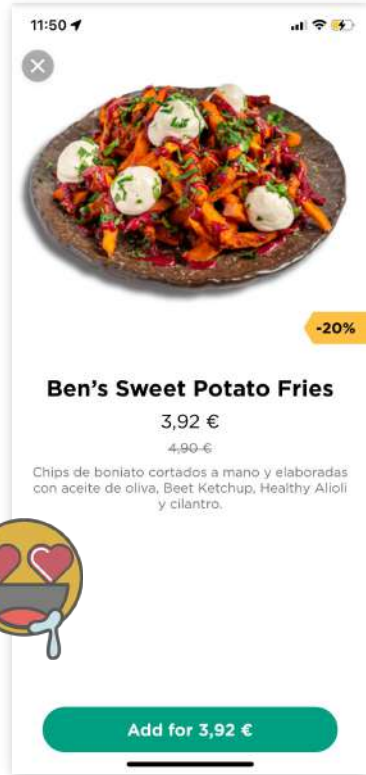 11:50
-20%
Ben's Sweet Potato Fries
3,92 €
4,90 €
Chips de boniato cortados a mano y elaboradas
con aceite de oliva, Beet Ketchup, Healthy Alioli
y cilantro.
Add for 3,92 €